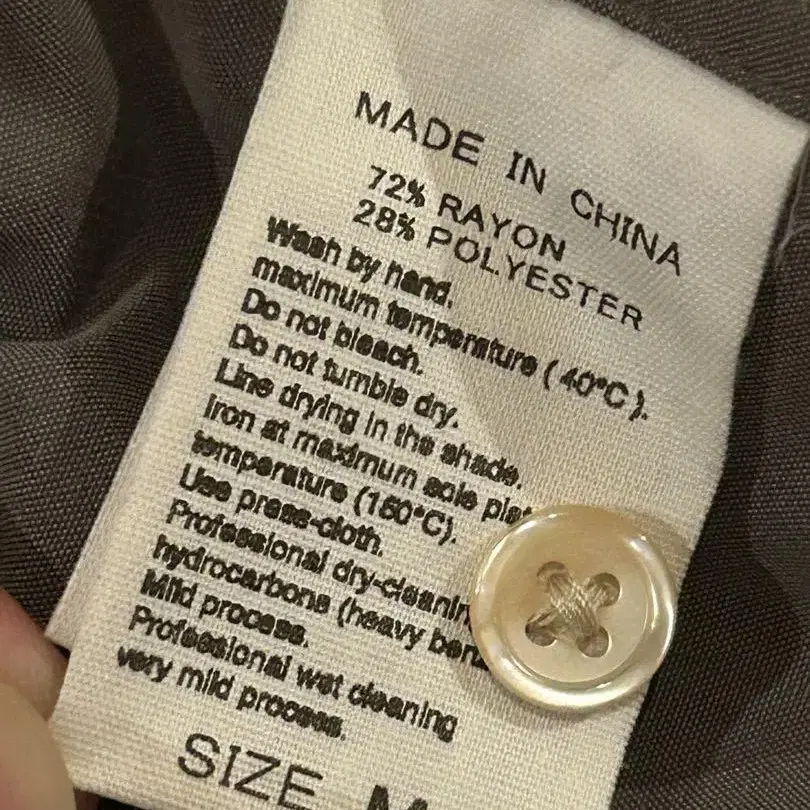 MADE IN CHINA
72% RAYON
28% POLYESTER
Wash by hand.
maximum temperature ( 40°C ).
Do not bleach.
Do not tumble dry.
Line drying in the shade.
Iron at maximum sole
temperature (150°C).
Use press-cloth.
Professional dry-cleanin
hydrocarbons (heavy
Mild process.
Professional wet cleaning
very mild process.
SIZE M